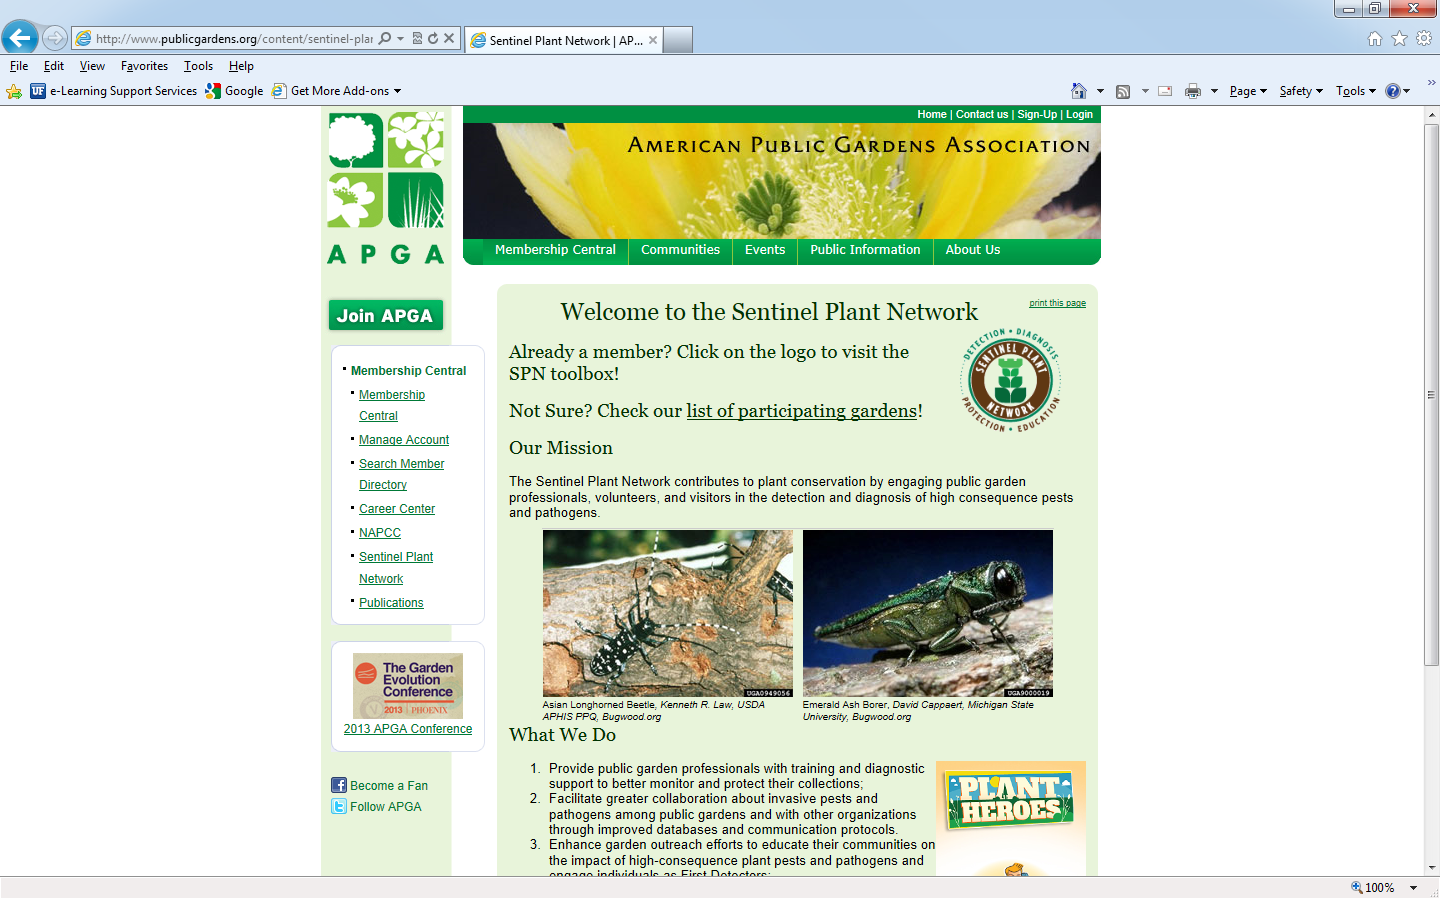 http://www.publicgardens.org/content/sentinel-plan
Sentinel Plant Network | AP...
File Edit View Favorites Tools Help
UF e-Learning Support Services Google Get More Add-ons
Page Safety Tools
Home | Contact us | Sign-Up | Login
AMERICAN PUBLIC GARDENS ASSOCIATION
APGA
Membership Central Communities Events Public Information About Us
Join APGA
Membership Central
Membership
Central
Manage Account
Search Member
Directory
Career Center
NAPCC
Sentinel Plant
Network
Publications
The Garden
Evolution
Conference
2013 | PHOENIX
2013 APGA Conference
Become a Fan
Follow APGA
print this page
Welcome to the Sentinel Plant Network
DETECTION • DIAGNOSIS
SENTINEL PLANT
NETWORK
PROTECTION • EDUCATION
Already a member? Click on the logo to visit the
SPN toolbox!
Not Sure? Check our list of participating gardens!
Our Mission
The Sentinel Plant Network contributes to plant conservation by engaging public garden
professionals, volunteers, and visitors in the detection and diagnosis of high consequence pests
and pathogens.
UGA0949056
UGA9000019
Asian Longhorned Beetle, Kenneth R. Law, USDA
APHIS PPQ, Bugwood.org
Emerald Ash Borer, David Cappaert, Michigan State
University, Bugwood.org
What We Do
1. Provide public garden professionals with training and diagnostic
support to better monitor and protect their collections;
2. Facilitate greater collaboration about invasive pests and
pathogens among public gardens and with other organizations
through improved databases and communication protocols.
3. Enhance garden outreach efforts to educate their communities on
the impact of high-consequence plant pests and pathogens and
engage individuals as First Detectors;
PLANT
HEROES
100%